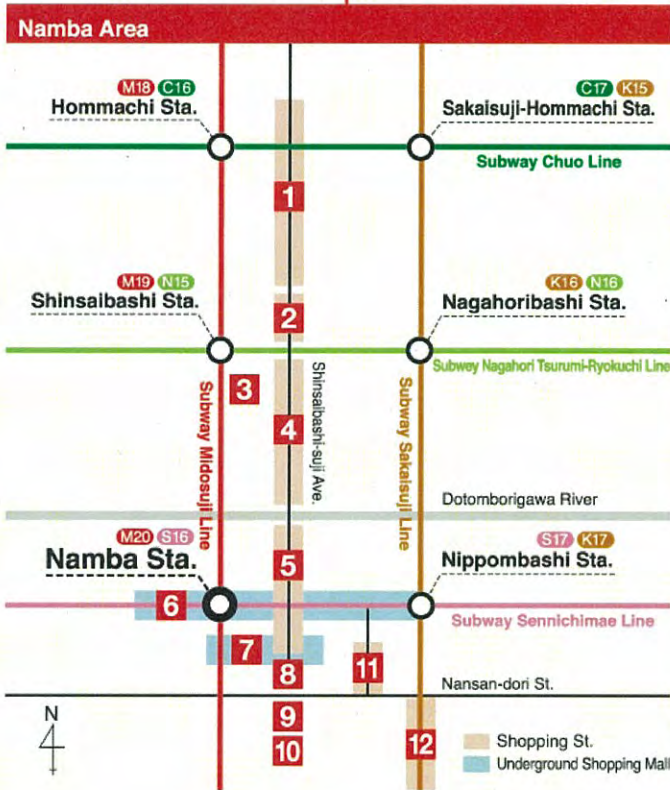 Namba Area
M18 C16
Hommachi Sta.
C17 K15
Sakaisuji-Hommachi Sta.
Subway Chuo Line
1
M19 N15
Shinsaibashi Sta.
2
K16 N16
Nagahoribashi Sta.
Subwey Nagahori Tsurumi-Ryokuchi Line
3
Subway Midosuji Line
4
Shinsaibashi-suji Ave.
Subway Sakaisuji Line
Dotomborigawa River
M20 S16
Namba Sta.
5
S17 K17
Nippombashi Sta.
6
Subway Sennichimae Line
7
8
11
Nansan-dori St.
N
9
10
12
Shopping St.
Underground Shopping Mall